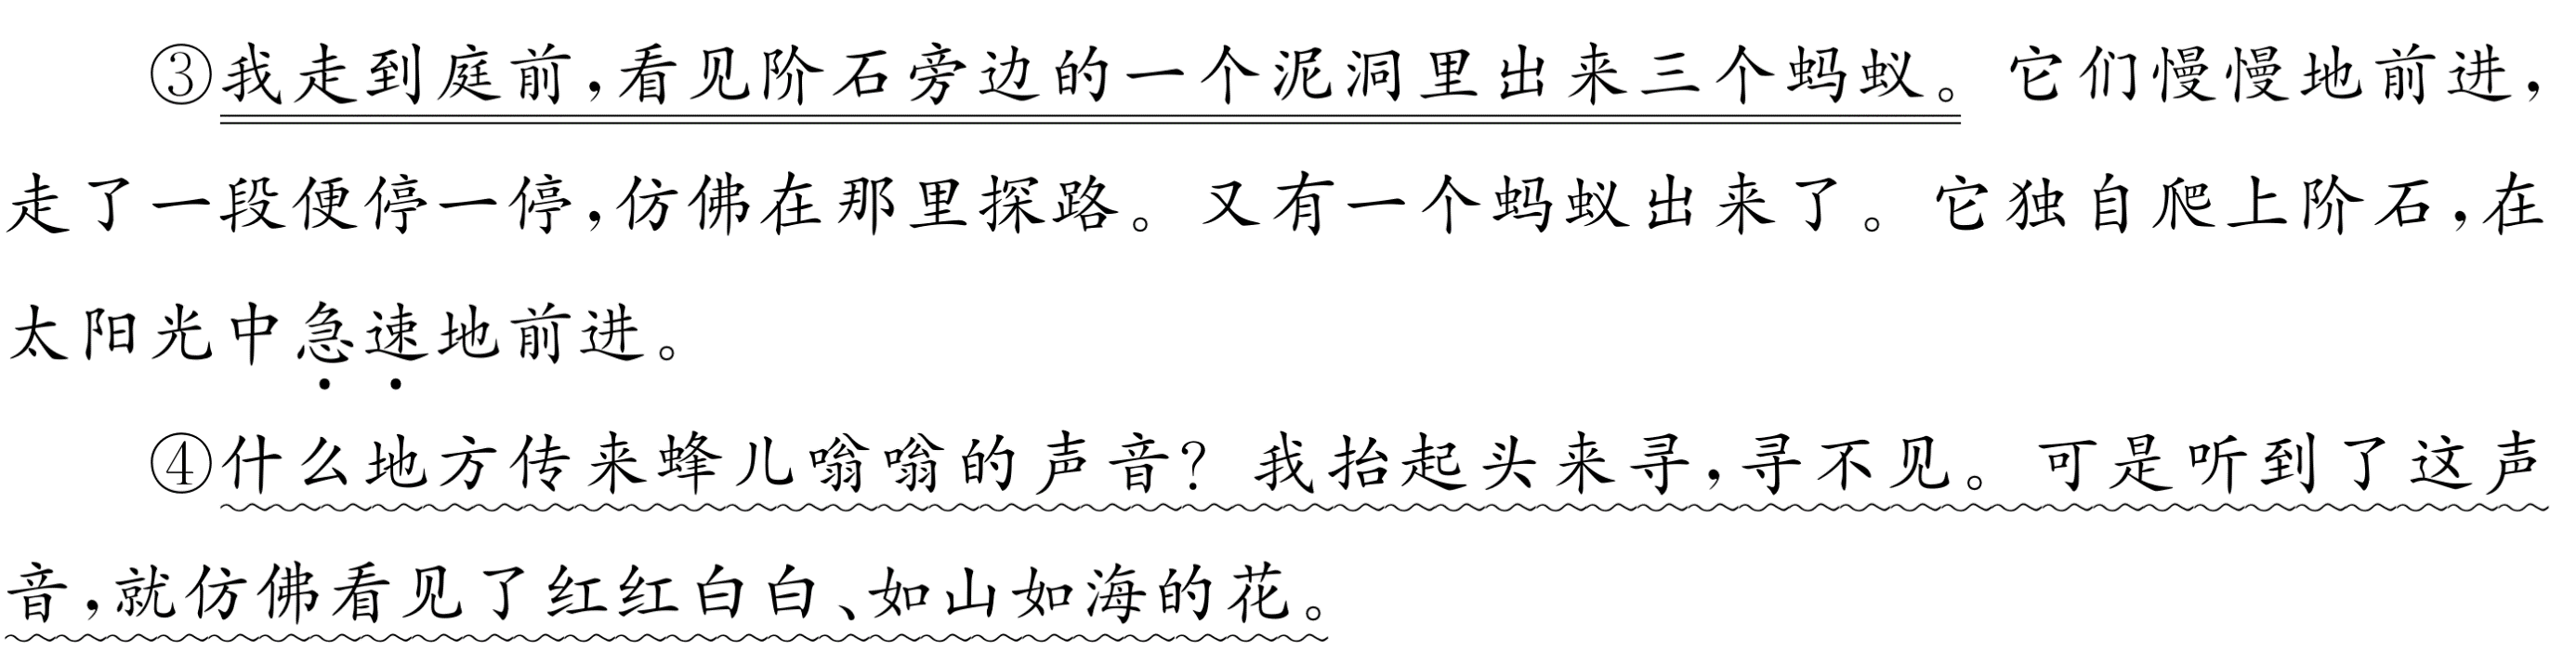 ③我走到庭前,看见阶石旁边的一个泥洞里出来三个蚂蚁。它们慢慢地前进,
走了一段便停一停,仿佛在那里探路。又有一个蚂蚁出来了。它独自爬上阶石,在
太阳光中急速地前进。
④什么地方传来蜂儿嗡嗡的声音?我抬起头来寻,寻不见。可是听到了这声
音,就仿佛看见了红红白白、如山如海的花。